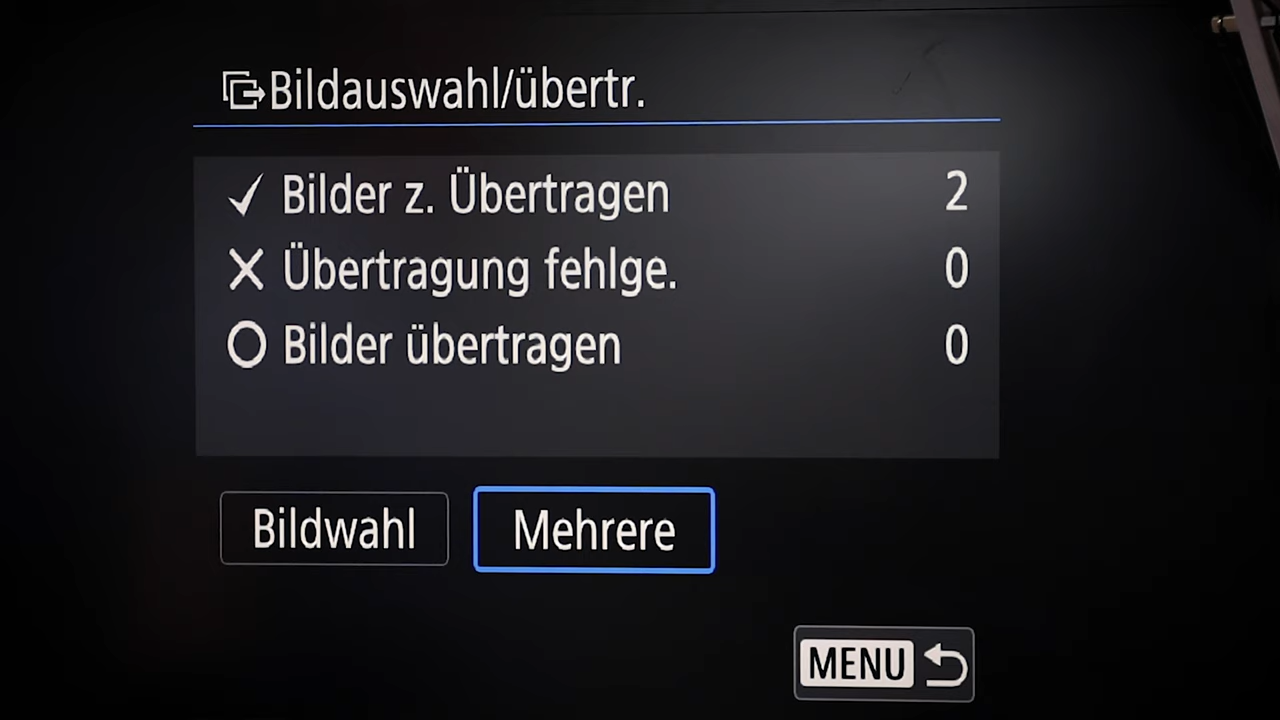 Bildauswahl/übertr.
Bilder z. Übertragen 2
Übertragung fehlge. 0
Bilder übertragen 0
Bildwahl Mehrere
MENU